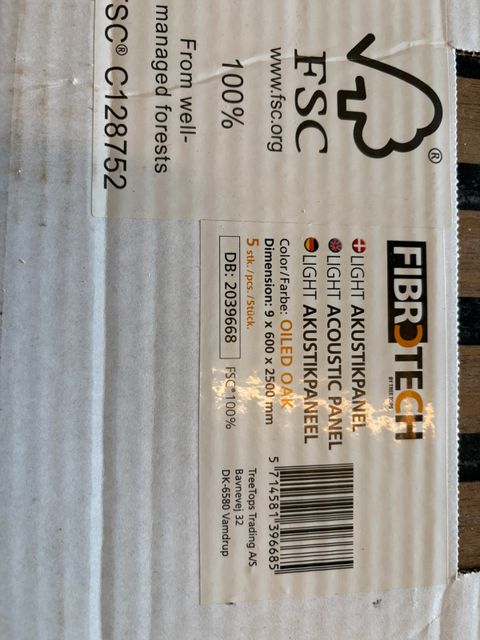 FSC
www.fsc.org
100%
From well-
managed forests
FSC® C128752
FIBROTECH
LIGHT AKUSTIKPANEL
LIGHT ACOUSTIC PANEL
LIGHT AKUSTIKPANEEL
Color/Farbe: OILED OAK
Dimension: 9 x 600 x 2500 mm
5 stk./pcs./Stück.
DB: 2039668 FSC® 100%
5 714581 396685
TreeTops Trading A/S
Bavnevej 32
DK-6580 Vamdrup